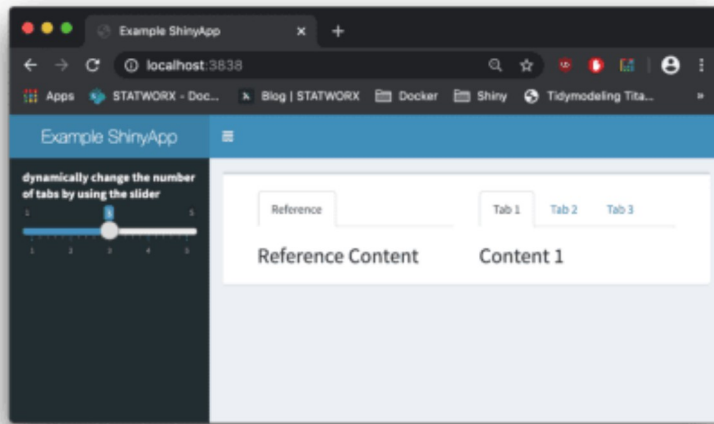 Example ShinyApp
localhost:3838
Apps STATWORX - Doc... Blog | STATWORX Docker Shiny Tidymodeling Tita... »
Example ShinyApp
dynamically change the number
of tabs by using the slider
1 3 5
1 2 3 4 5
Reference Tab 1 Tab 2 Tab 3
Reference Content Content 1